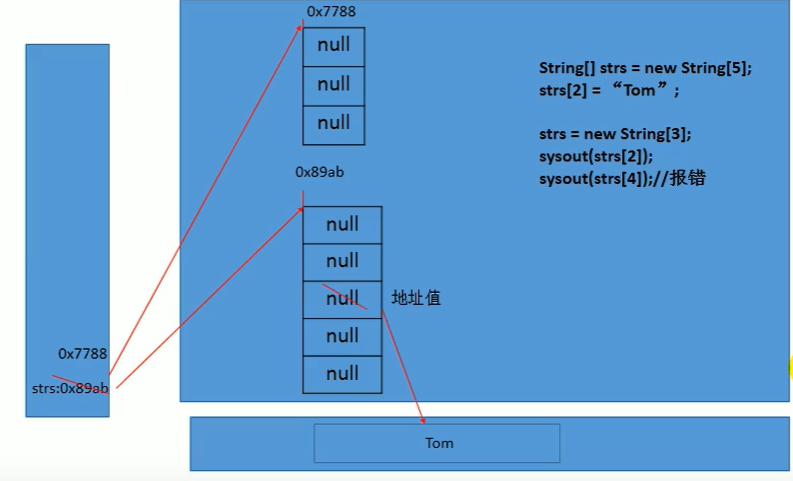 0x7788
null
null
null
0x89ab
null
null
null
null
null
地址值
String[] strs = new String[5];
strs[2] = “Tom”;
strs = new String[3];
sysout(strs[2]);
sysout(strs[4]);//报错
0x7788
strs:0x89ab
Tom